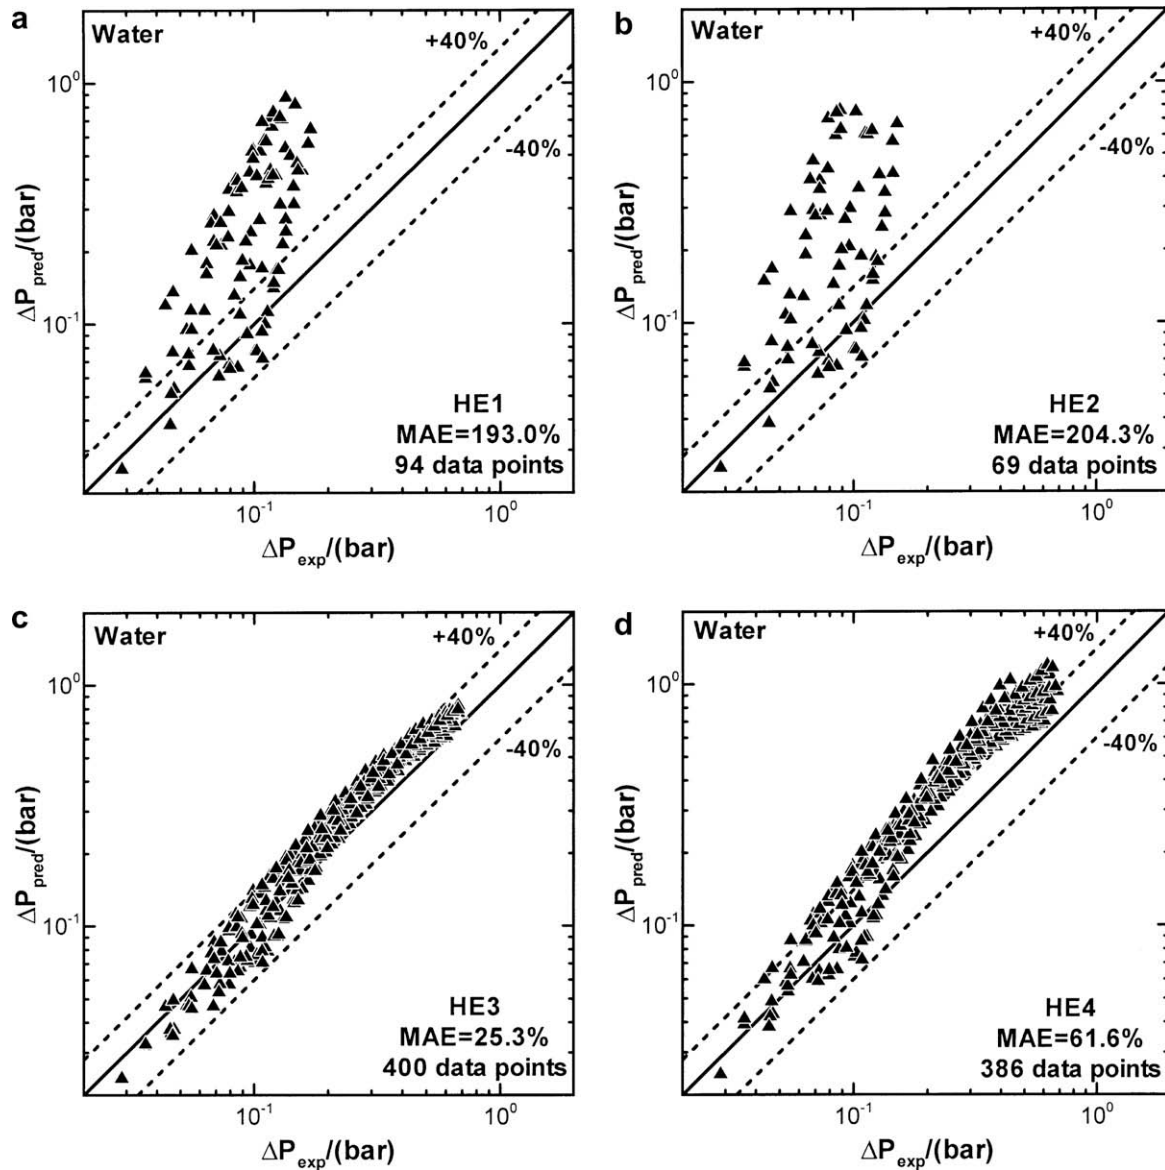 a
Water
+40%
-40%
10⁰
10⁻¹
ΔP_pred/(bar)
HE1
MAE=193.0%
94 data points
10⁻¹
10⁰
ΔP_exp/(bar)
b
Water
+40%
-40%
10⁰
10⁻¹
ΔP_pred/(bar)
HE2
MAE=204.3%
69 data points
10⁻¹
10⁰
ΔP_exp/(bar)
c
Water
+40%
-40%
10⁰
10⁻¹
ΔP_pred/(bar)
HE3
MAE=25.3%
400 data points
10⁻¹
10⁰
ΔP_exp/(bar)
d
Water
+40%
-40%
10⁰
10⁻¹
ΔP_pred/(bar)
HE4
MAE=61.6%
386 data points
10⁻¹
10⁰
ΔP_exp/(bar)